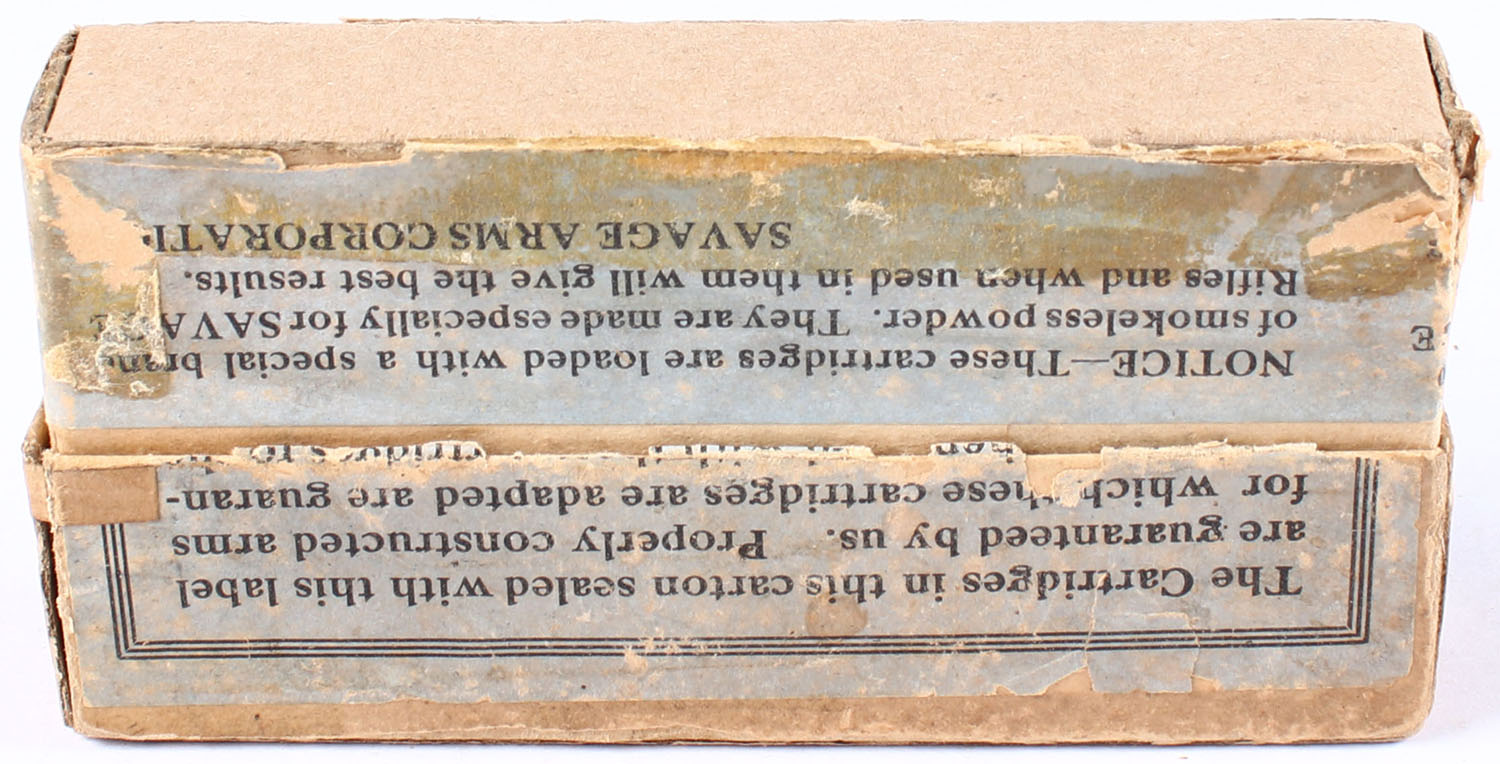 The Cartridges in this carton sealed with this label
are guaranteed by us. Properly constructed arms
for which these cartridges are adapted are guaran-
NOTICE—These cartridges are loaded with a special bran
of smokeless powder. They are made especially for SAVA
Rifles and when used in them will give the best results.
SAVAGE ARMS CORPORATI
E